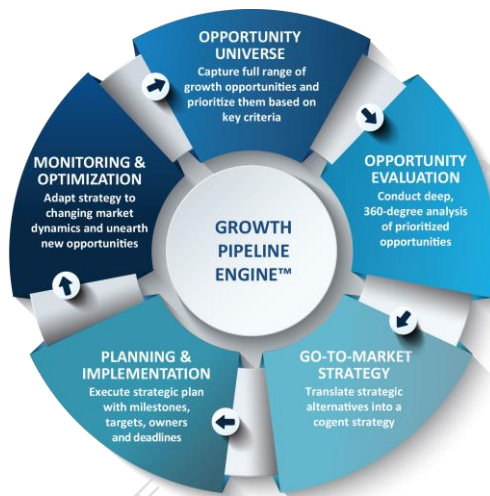 OPPORTUNITY
UNIVERSE
Capture full range of
growth opportunities and
prioritize them based on
key criteria
OPPORTUNITY
EVALUATION
Conduct deep,
360-degree analysis
of prioritized
opportunities
GO-TO-MARKET
STRATEGY
Translate strategic
alternatives into a
cogent strategy
PLANNING &
IMPLEMENTATION
Execute strategic plan
with milestones,
targets, owners
and deadlines
MONITORING &
OPTIMIZATION
Adapt strategy to
changing market
dynamics and unearth
new opportunities
GROWTH
PIPELINE
ENGINE™